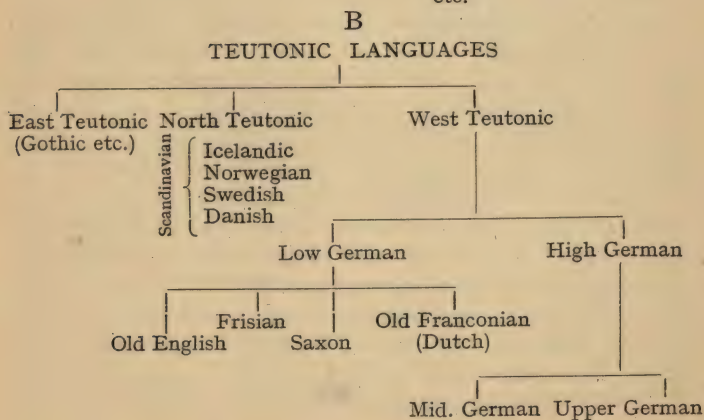 etc.
B
TEUTONIC LANGUAGES
East Teutonic North Teutonic West Teutonic
(Gothic etc.)
Scandinavian
Icelandic
Norwegian
Swedish
Danish
Low German High German
Frisian Old Franconian
Old English Saxon (Dutch)
Mid. German Upper German